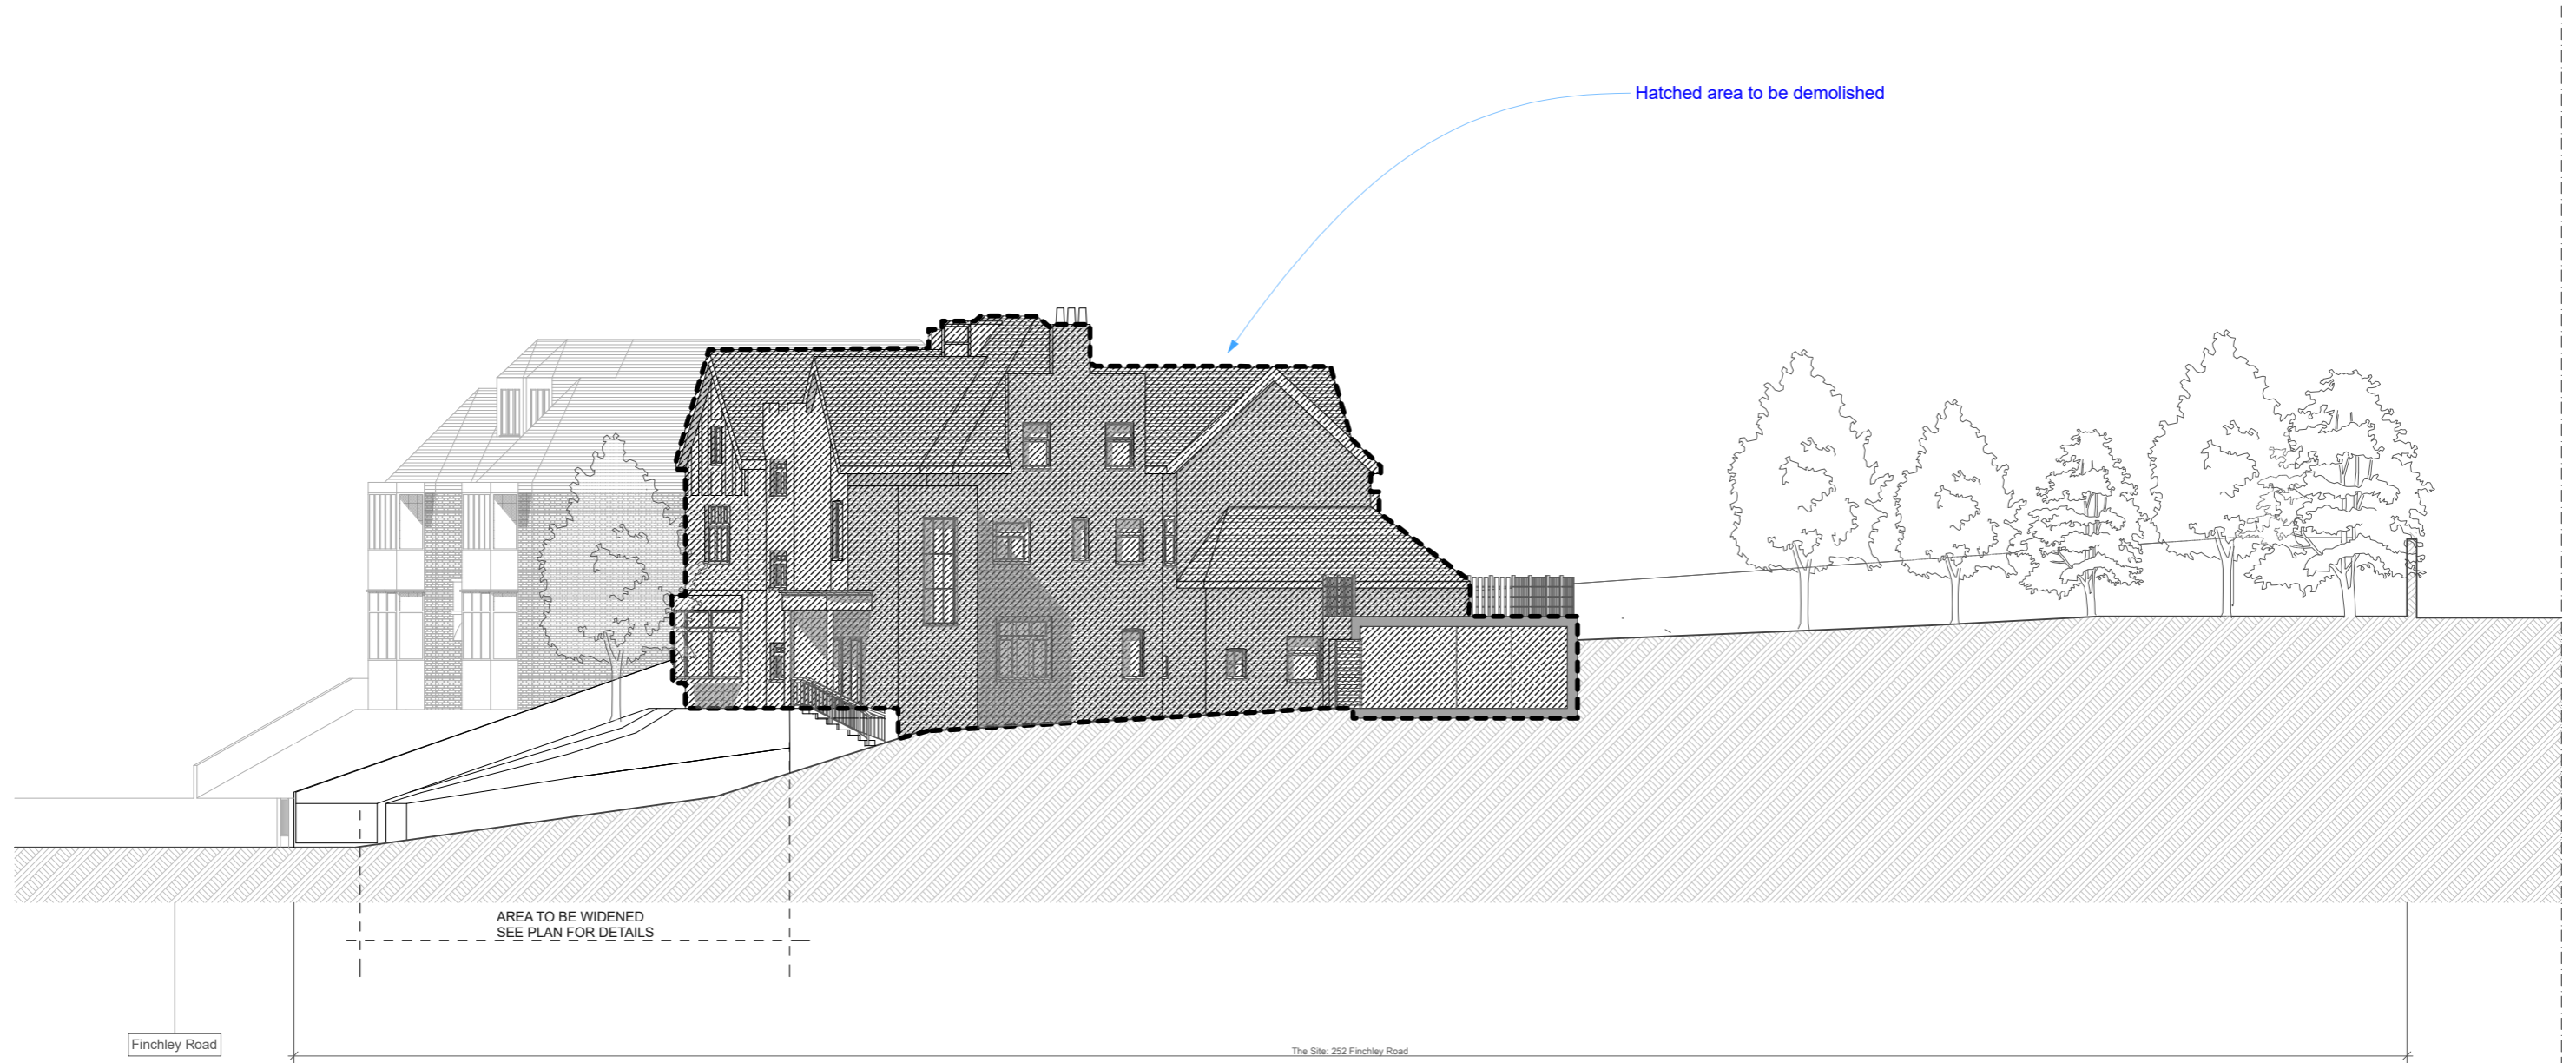 Hatched area to be demolished
AREA TO BE WIDENED
SEE PLAN FOR DETAILS
Finchley Road
The Site: 252 Finchley Road